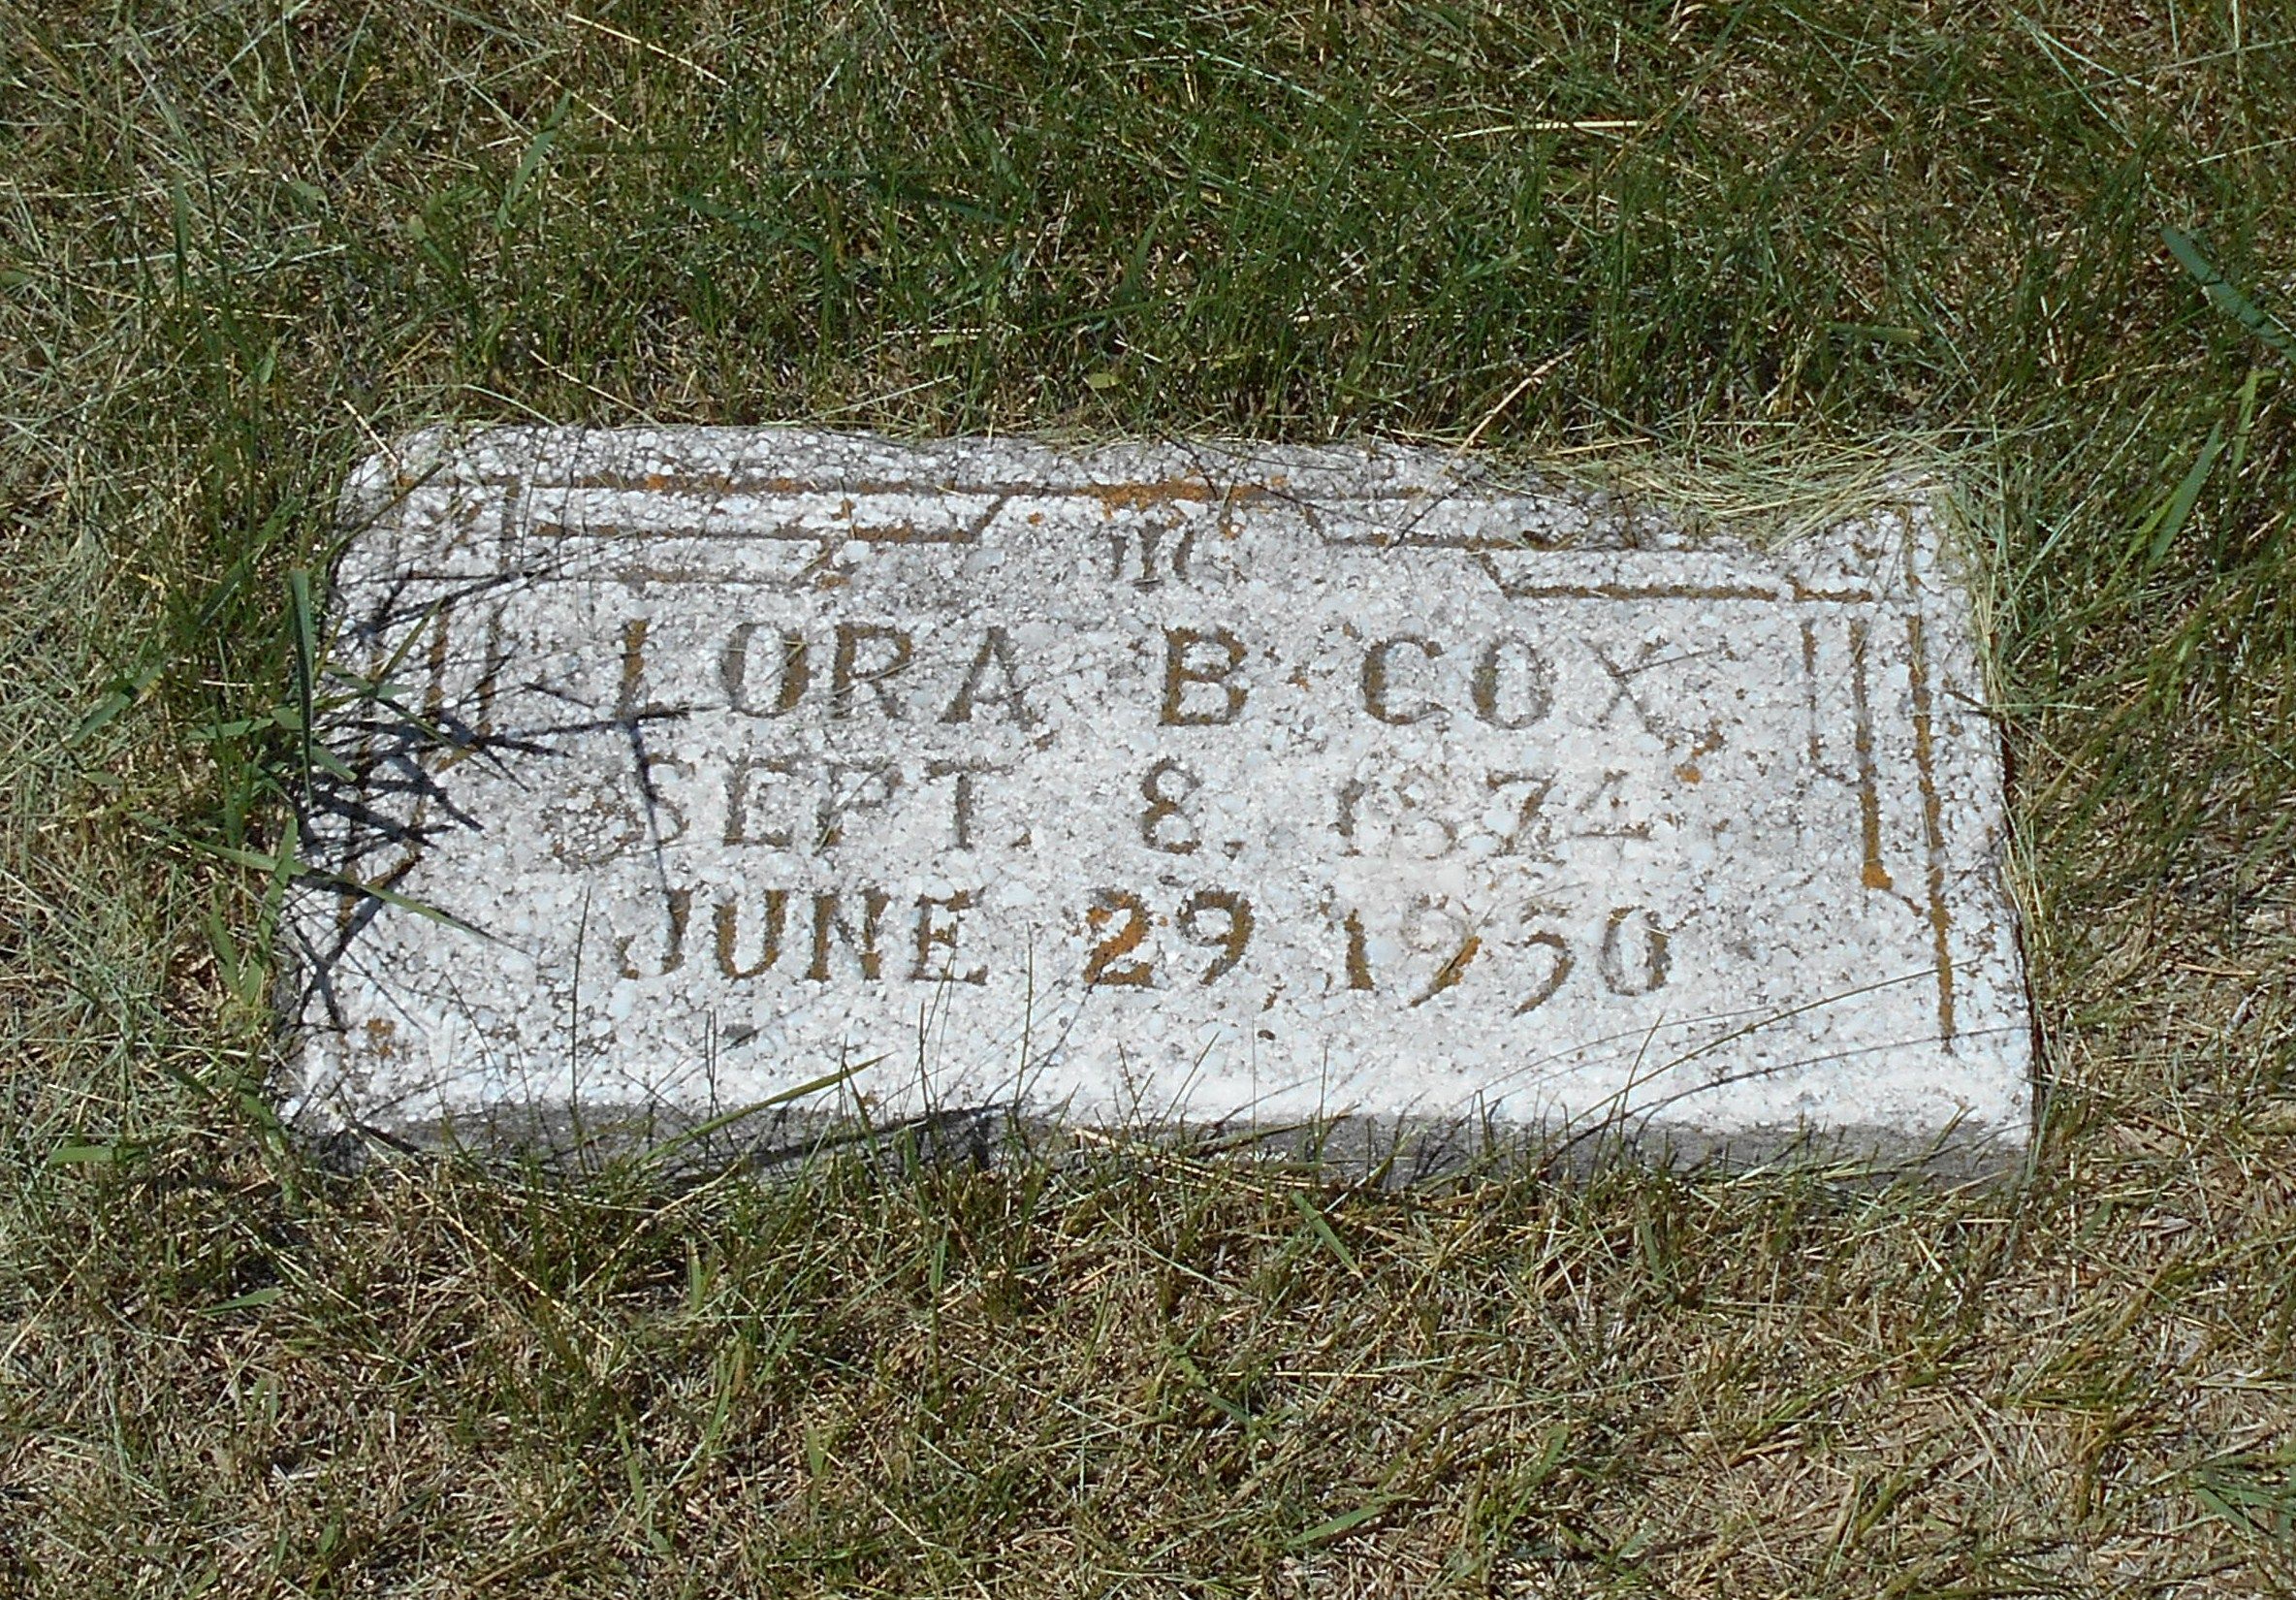 LORA B. COX
SEPT. 8, 1874
JUNE 29, 1950